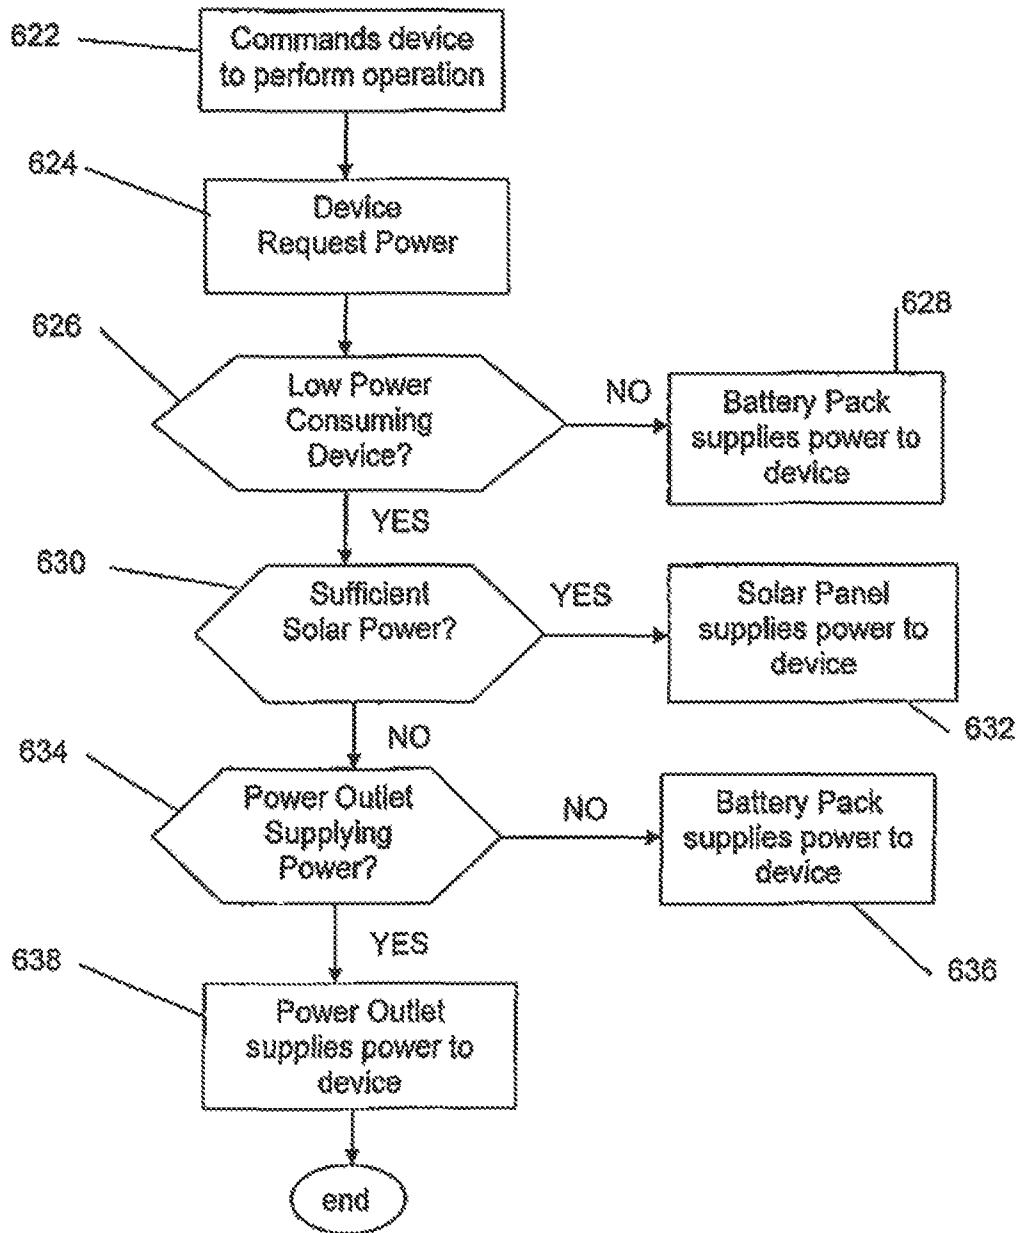 622
Commands device
to perform operation
624
Device
Request Power
626
Low Power
Consuming
Device?
NO
628
Battery Pack
supplies power to
device
YES
630
Sufficient
Solar Power?
YES
Solar Panel
supplies power to
device
632
NO
634
Power Outlet
Supplying
Power?
NO
Battery Pack
supplies power to
device
636
YES
638
Power Outlet
supplies power to
device
end